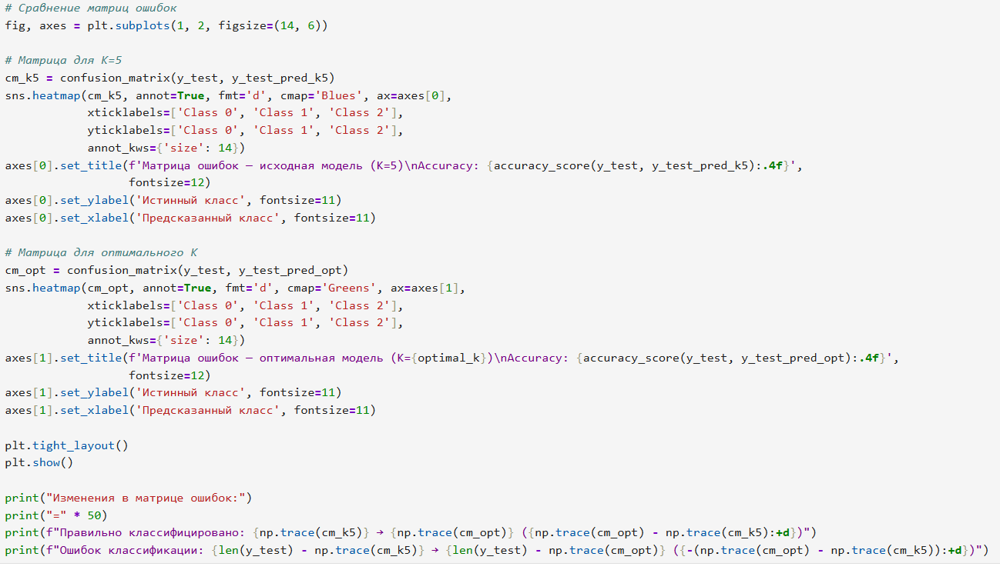 # Сравнение матриц ошибок
fig, axes = plt.subplots(1, 2, figsize=(14, 6))
# Матрица для K=5
cm_k5 = confusion_matrix(y_test, y_test_pred_k5)
sns.heatmap(cm_k5, annot=True, fmt='d', cmap='Blues', ax=axes[0],
            xticklabels=['Class 0', 'Class 1', 'Class 2'],
            yticklabels=['Class 0', 'Class 1', 'Class 2'],
            annot_kws={'size': 14})
axes[0].set_title(f'Матрица ошибок — исходная модель (K=5)\nAccuracy: {accuracy_score(y_test, y_test_pred_k5):.4f}',
                  fontsize=12)
axes[0].set_ylabel('Истинный класс', fontsize=11)
axes[0].set_xlabel('Предсказанный класс', fontsize=11)
# Матрица для оптимального K
cm_opt = confusion_matrix(y_test, y_test_pred_opt)
sns.heatmap(cm_opt, annot=True, fmt='d', cmap='Greens', ax=axes[1],
            xticklabels=['Class 0', 'Class 1', 'Class 2'],
            yticklabels=['Class 0', 'Class 1', 'Class 2'],
            annot_kws={'size': 14})
axes[1].set_title(f'Матрица ошибок — оптимальная модель (K={optimal_k})\nAccuracy: {accuracy_score(y_test, y_test_pred_opt):.4f}',
                  fontsize=12)
axes[1].set_ylabel('Истинный класс', fontsize=11)
axes[1].set_xlabel('Предсказанный класс', fontsize=11)
plt.tight_layout()
plt.show()
print("Изменения в матрице ошибок:")
print("=" * 50)
print(f"Правильно классифицировано: {np.trace(cm_k5)} → {np.trace(cm_opt)} ({np.trace(cm_opt) - np.trace(cm_k5):+d})")
print(f"Ошибок классификации: {len(y_test) - np.trace(cm_k5)} → {len(y_test) - np.trace(cm_opt)} ({-(np.trace(cm_opt) - np.trace(cm_k5)):+d})")